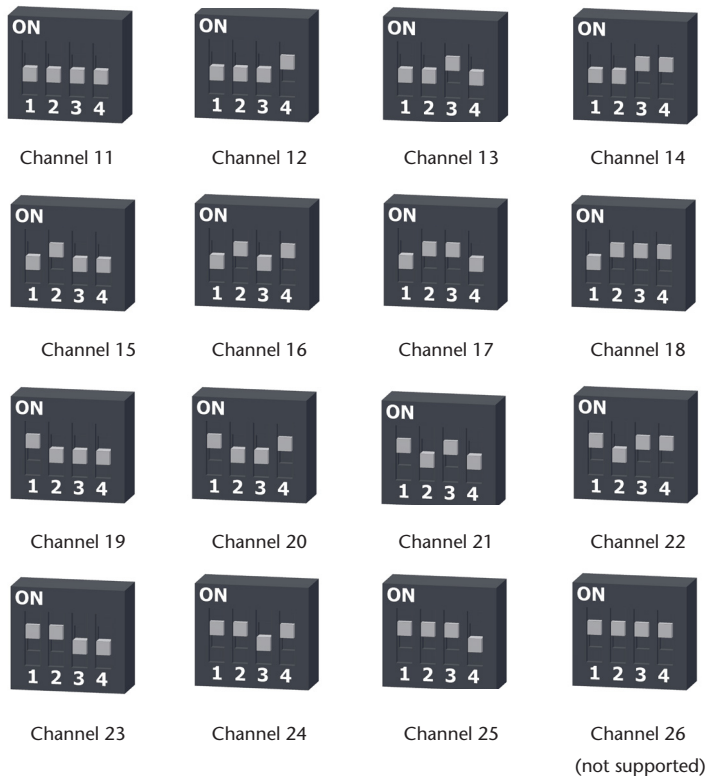 ON ON ON ON
1 2 3 4 1 2 3 4 1 2 3 4 1 2 3 4
Channel 11 Channel 12 Channel 13 Channel 14
ON ON ON ON
1 2 3 4 1 2 3 4 1 2 3 4 1 2 3 4
Channel 15 Channel 16 Channel 17 Channel 18
ON ON ON ON
1 2 3 4 1 2 3 4 1 2 3 4 1 2 3 4
Channel 19 Channel 20 Channel 21 Channel 22
ON ON ON ON
1 2 3 4 1 2 3 4 1 2 3 4 1 2 3 4
Channel 23 Channel 24 Channel 25 Channel 26
(not supported)